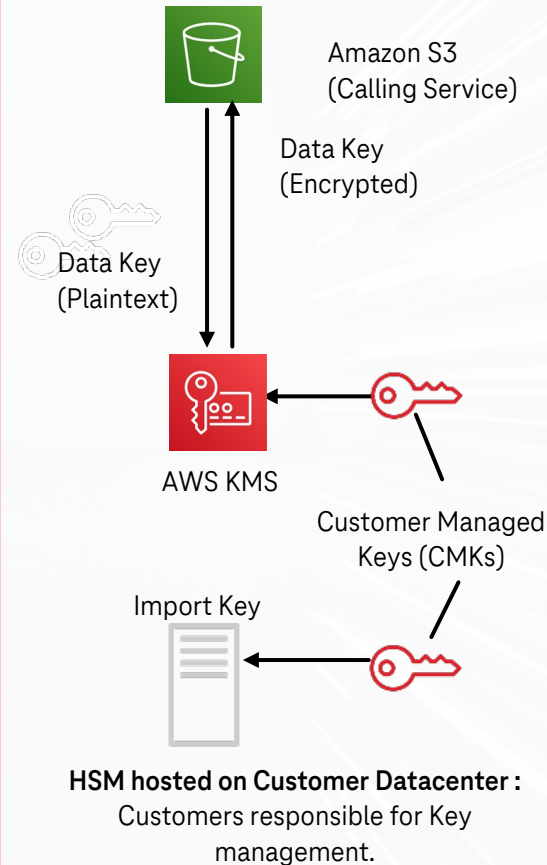 Amazon S3
(Calling Service)
Data Key
(Encrypted)
Data Key
(Plaintext)
AWS KMS
Customer Managed
Keys (CMKs)
Import Key
HSM hosted on Customer Datacenter :
Customers responsible for Key
management.